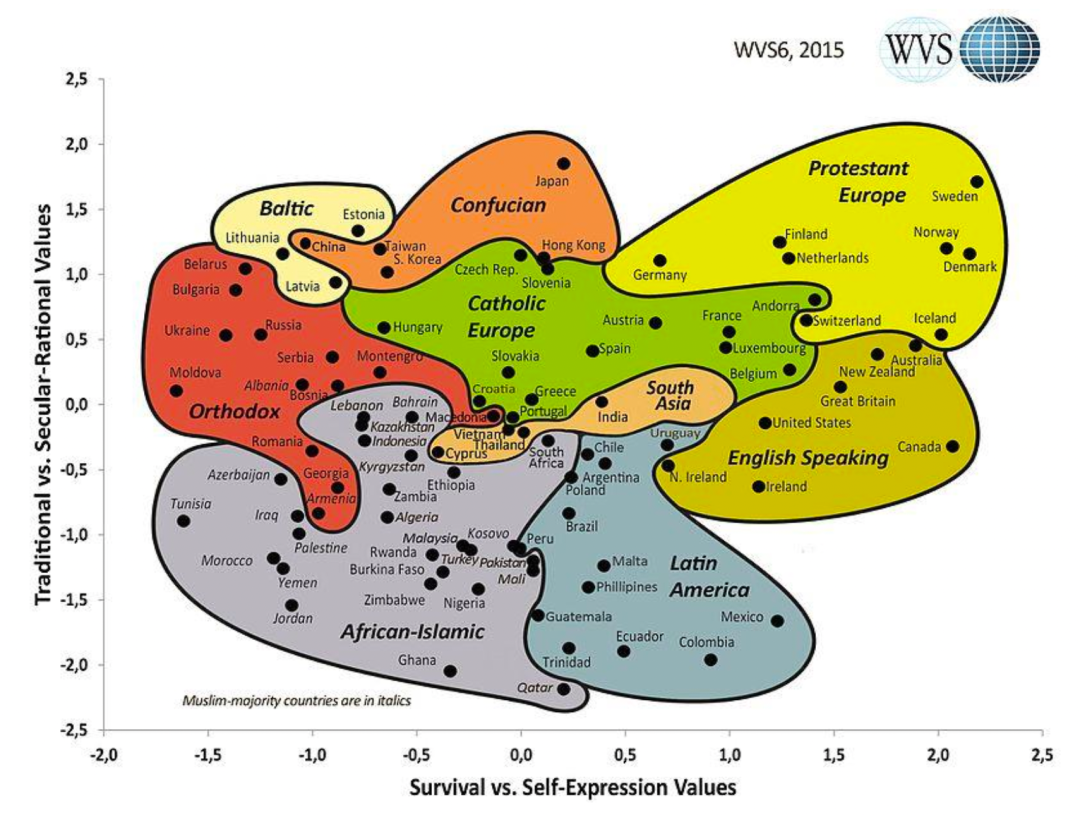 WVS6, 2015
WVS
2,5
2,0
1,5
1,0
0,5
0,0
-0,5
-1,0
-1,5
-2,0
-2,5
Traditional vs. Secular-Rational Values
Protestant
Europe
Japan
Sweden
Confucian
Baltic
Estonia
Lithuania
China
Taiwan
Hong Kong
Finland
Norway
Belarus
S. Korea
Czech Rep.
Netherlands
Denmark
Bulgaria
Latvia
Slovenia
Germany
Catholic
Europe
Andorra
Ukraine
Russia
Hungary
Austria
France
Switzerland
Iceland
Serbia
Montengro
Slovakia
Spain
Luxembourg
Australia
Moldova
Albania
Bosnia
Croatia
Greece
South
Asia
Belgium
New Zealand
Great Britain
Orthodox
Lebanon
Bahrain
Macedonia
Portugal
India
United States
Kazakhstan
Vietnam
Thailand
Uruguay
Romania
Indonesia
Cyprus
South
Africa
Chile
Canada
English Speaking
Azerbaijan
Georgia
Kyrgyzstan
Ethiopia
Argentina
N. Ireland
Armenia
Zambia
Poland
Ireland
Tunisia
Iraq
Algeria
Brazil
Palestine
Malaysia
Kosovo
Peru
Morocco
Rwanda
Turkey
Pakistan
Malta
Latin
America
Yemen
Burkina Faso
Mali
Phillipines
Jordan
Zimbabwe
Nigeria
Guatemala
Mexico
African-Islamic
Ecuador
Colombia
Ghana
Trinidad
Qatar
Muslim-majority countries are in italics
-2,0
-1,5
-1,0
-0,5
0,0
0,5
1,0
1,5
2,0
2,5
Survival vs. Self-Expression Values